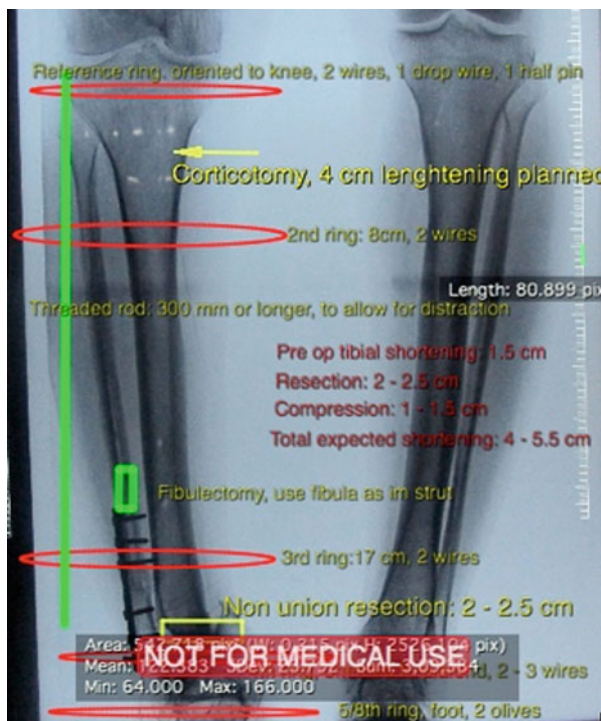 Reference ring, oriented to knee, 2 wires, 1 drop wire, 1 half pin
Corticotomy, 4 cm lenghtening planned
2nd ring: 8cm, 2 wires
Length: 80.899 pix
Threaded rod: 300 mm or longer, to allow for distraction
Pre op tibial shortening: 1.5 cm
Resection: 2 - 2.5 cm
Compression: 1 - 1.5 cm
Total expected shortening: 4 - 5.5 cm
Fibulectomy, use fibula as im strut
3rd ring:17 cm, 2 wires
Non union resection: 2 - 2.5 cm
Area: pix H: pix)
NOT FOR MEDICAL USE
Mean: 2 - 3 wires
Min: 64.000 Max: 166.000
5/8th ring, foot, 2 olives